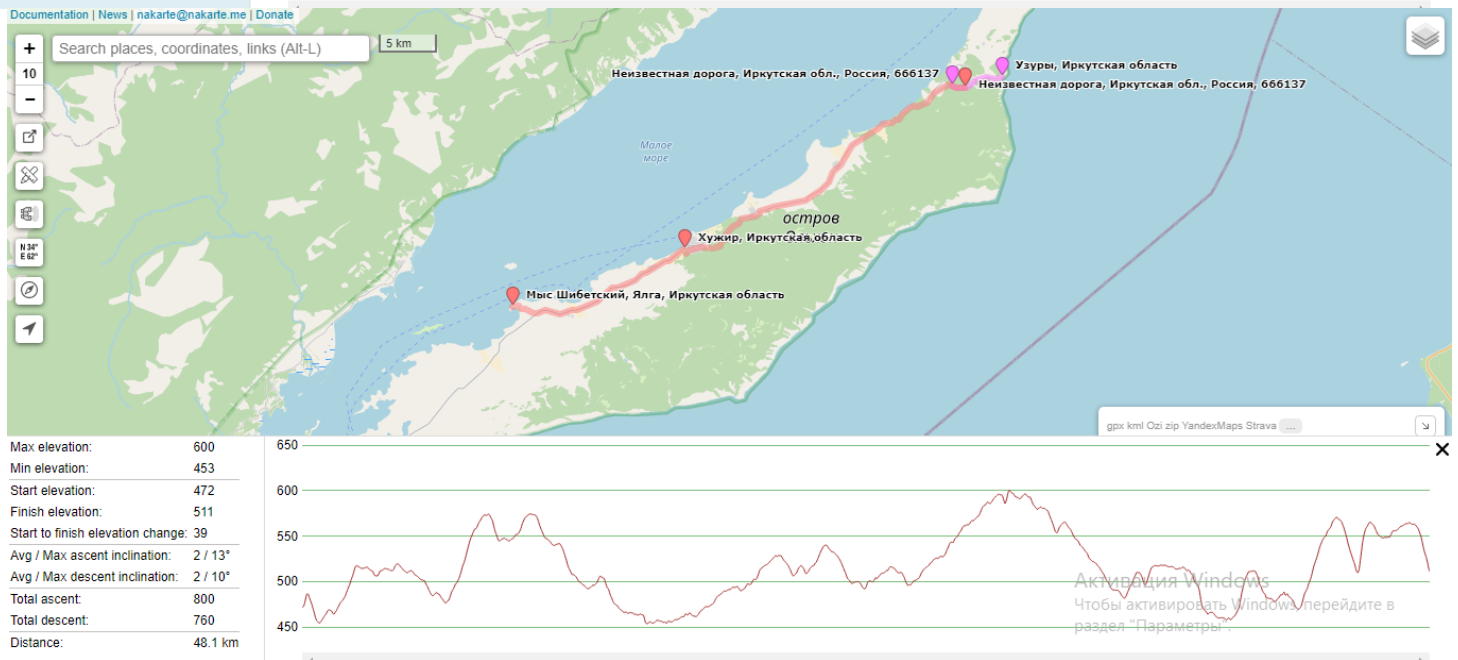 Documentation | News | nakarte@nakarte.me | Donate
+
Search places, coordinates, links (Alt-L)
5 km
10
−
N 34°
E 62°
Неизвестная дорога, Иркутская обл., Россия, 666137
Узуры, Иркутская область
Неизвестная дорога, Иркутская обл., Россия, 666137
Малое
море
остров
Хужир, Иркутская область
Мыс Шибетский, Ялга, Иркутская область
gpx kml Ozi zip YandexMaps Strava ...
Max elevation: 600
Min elevation: 453
Start elevation: 472
Finish elevation: 511
Start to finish elevation change: 39
Avg / Max ascent inclination: 2 / 13°
Avg / Max descent inclination: 2 / 10°
Total ascent: 800
Total descent: 760
Distance: 48.1 km
650
600
550
500
450
Активация Windows
Чтобы активировать Windows, перейдите в
раздел "Параметры".